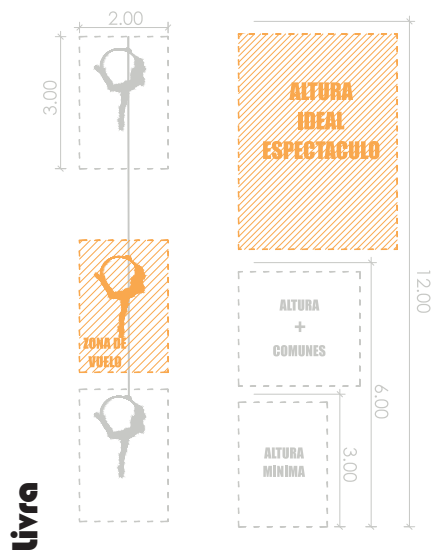 2.00
3.00
ZONA DE
VUELO
ALTURA
IDEAL
ESPECTACULO
ALTURA
+
COMUNES
ALTURA
MÍNIMA
12.00
6.00
3.00
Livra